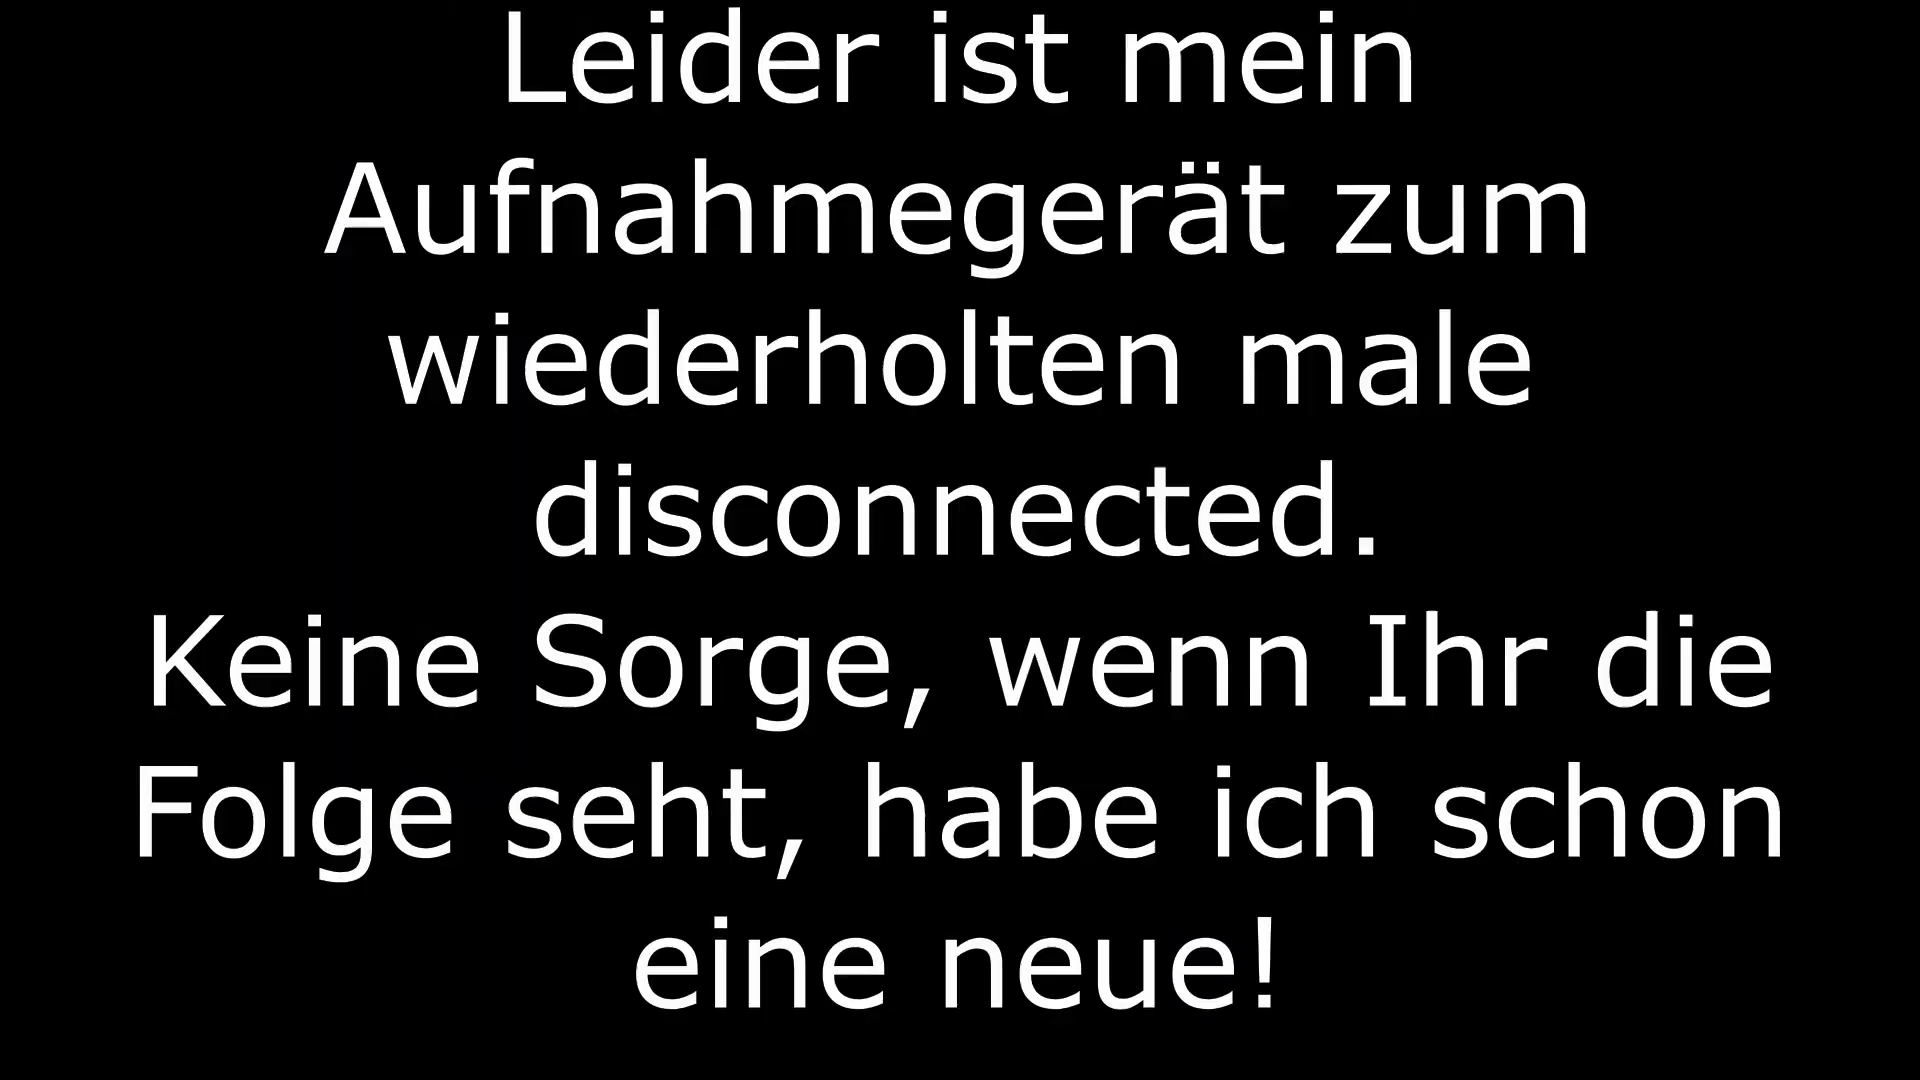 Leider ist mein
Aufnahmegerät zum
wiederholten male
disconnected.
Keine Sorge, wenn Ihr die
Folge seht, habe ich schon
eine neue!